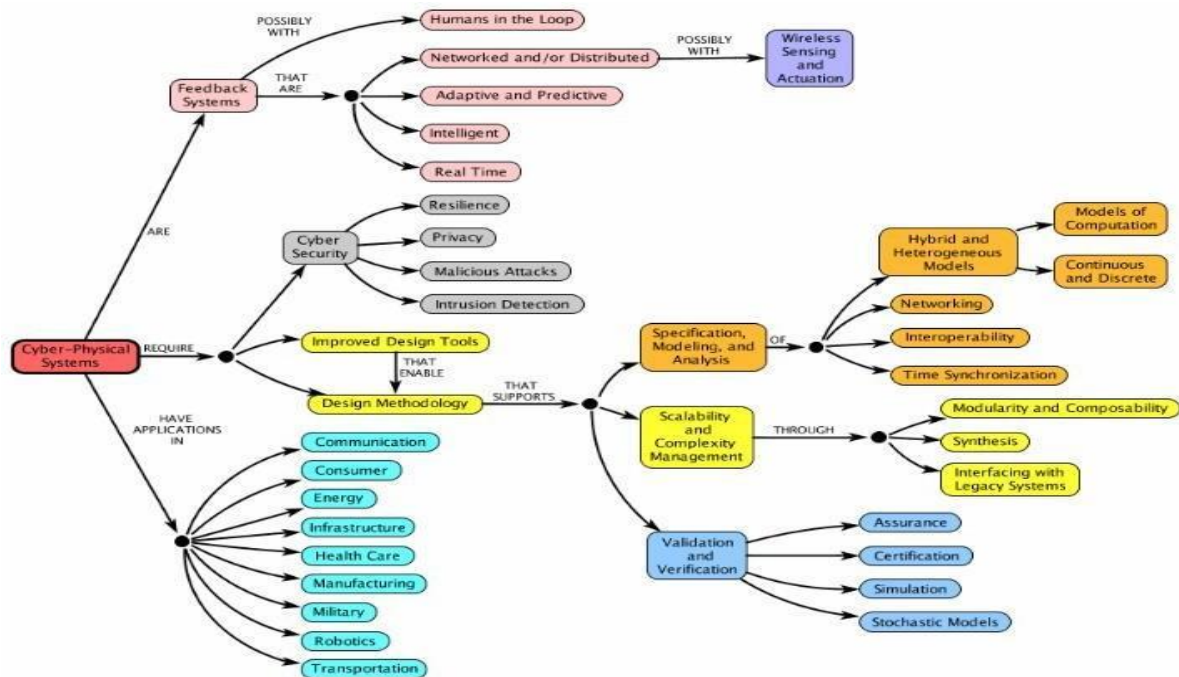 POSSIBLY
WITH
Humans in the Loop
Networked and/or Distributed
POSSIBLY
WITH
Wireless
Sensing
and
Actuation
Feedback
Systems
THAT
ARE
Adaptive and Predictive
Intelligent
Real Time
ARE
Cyber
Security
Resilience
Privacy
Malicious Attacks
Intrusion Detection
Cyber-Physical
Systems
REQUIRE
Improved Design Tools
THAT
ENABLE
Design Methodology
THAT
SUPPORTS
Specification,
Modeling, and
Analysis
OF
Hybrid and
Heterogeneous
Models
Models of
Computation
Continuous
and Discrete
Networking
Interoperability
Time Synchronization
Scalability
and
Complexity
Management
THROUGH
Modularity and Composability
Synthesis
Interfacing with
Legacy Systems
Validation
and
Verification
Assurance
Certification
Simulation
Stochastic Models
HAVE
APPLICATIONS
IN
Communication
Consumer
Energy
Infrastructure
Health Care
Manufacturing
Military
Robotics
Transportation